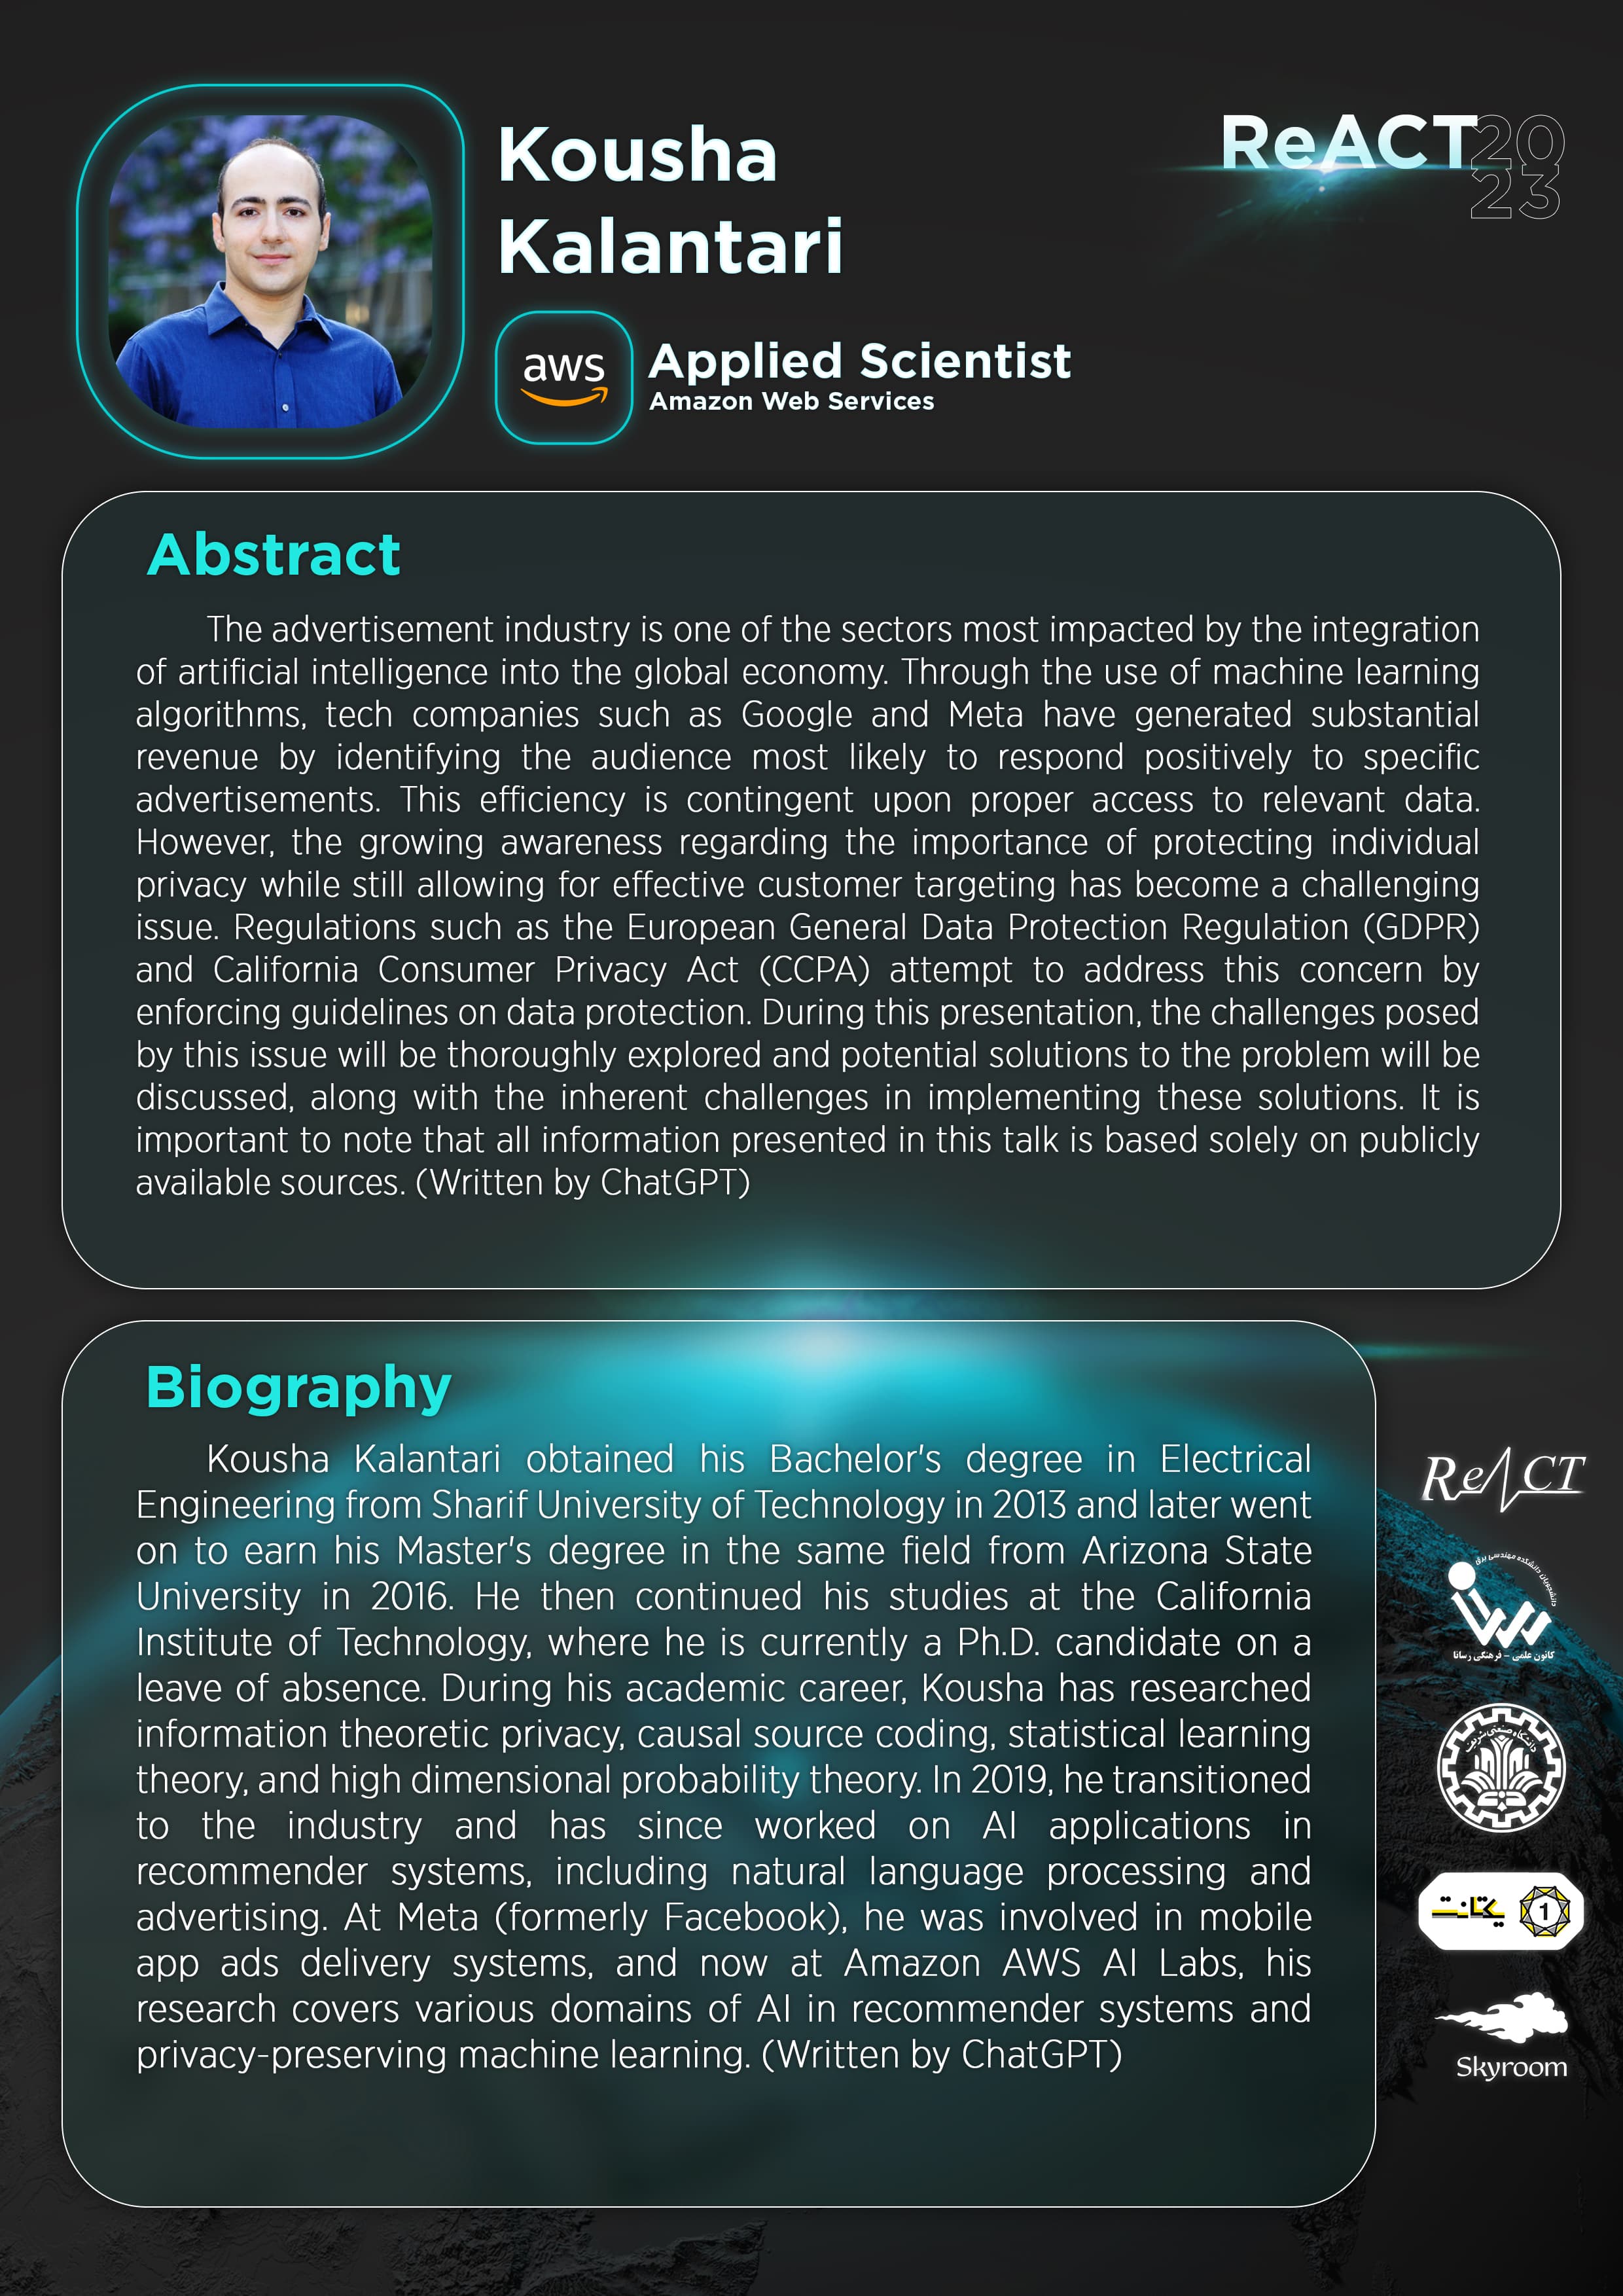 Kousha
Kalantari
ReACT
20
23
aws
Applied Scientist
Amazon Web Services
Abstract
The advertisement industry is one of the sectors most impacted by the integration
of artificial intelligence into the global economy. Through the use of machine learning
algorithms, tech companies such as Google and Meta have generated substantial
revenue by identifying the audience most likely to respond positively to specific
advertisements. This efficiency is contingent upon proper access to relevant data.
However, the growing awareness regarding the importance of protecting individual
privacy while still allowing for effective customer targeting has become a challenging
issue. Regulations such as the European General Data Protection Regulation (GDPR)
and California Consumer Privacy Act (CCPA) attempt to address this concern by
enforcing guidelines on data protection. During this presentation, the challenges posed
by this issue will be thoroughly explored and potential solutions to the problem will be
discussed, along with the inherent challenges in implementing these solutions. It is
important to note that all information presented in this talk is based solely on publicly
available sources. (Written by ChatGPT)
Biography
Kousha Kalantari obtained his Bachelor's degree in Electrical
Engineering from Sharif University of Technology in 2013 and later went
on to earn his Master's degree in the same field from Arizona State
University in 2016. He then continued his studies at the California
Institute of Technology, where he is currently a Ph.D. candidate on a
leave of absence. During his academic career, Kousha has researched
information theoretic privacy, causal source coding, statistical learning
theory, and high dimensional probability theory. In 2019, he transitioned
to the industry and has since worked on AI applications in
recommender systems, including natural language processing and
advertising. At Meta (formerly Facebook), he was involved in mobile
app ads delivery systems, and now at Amazon AWS AI Labs, his
research covers various domains of AI in recommender systems and
privacy-preserving machine learning. (Written by ChatGPT)
ReACT
دانشجویان دانشکده مهندسی برق
کانون علمی - فرهنگی رسانا
دانشگاه صنعتی شریف
یکتانت
1
Skyroom